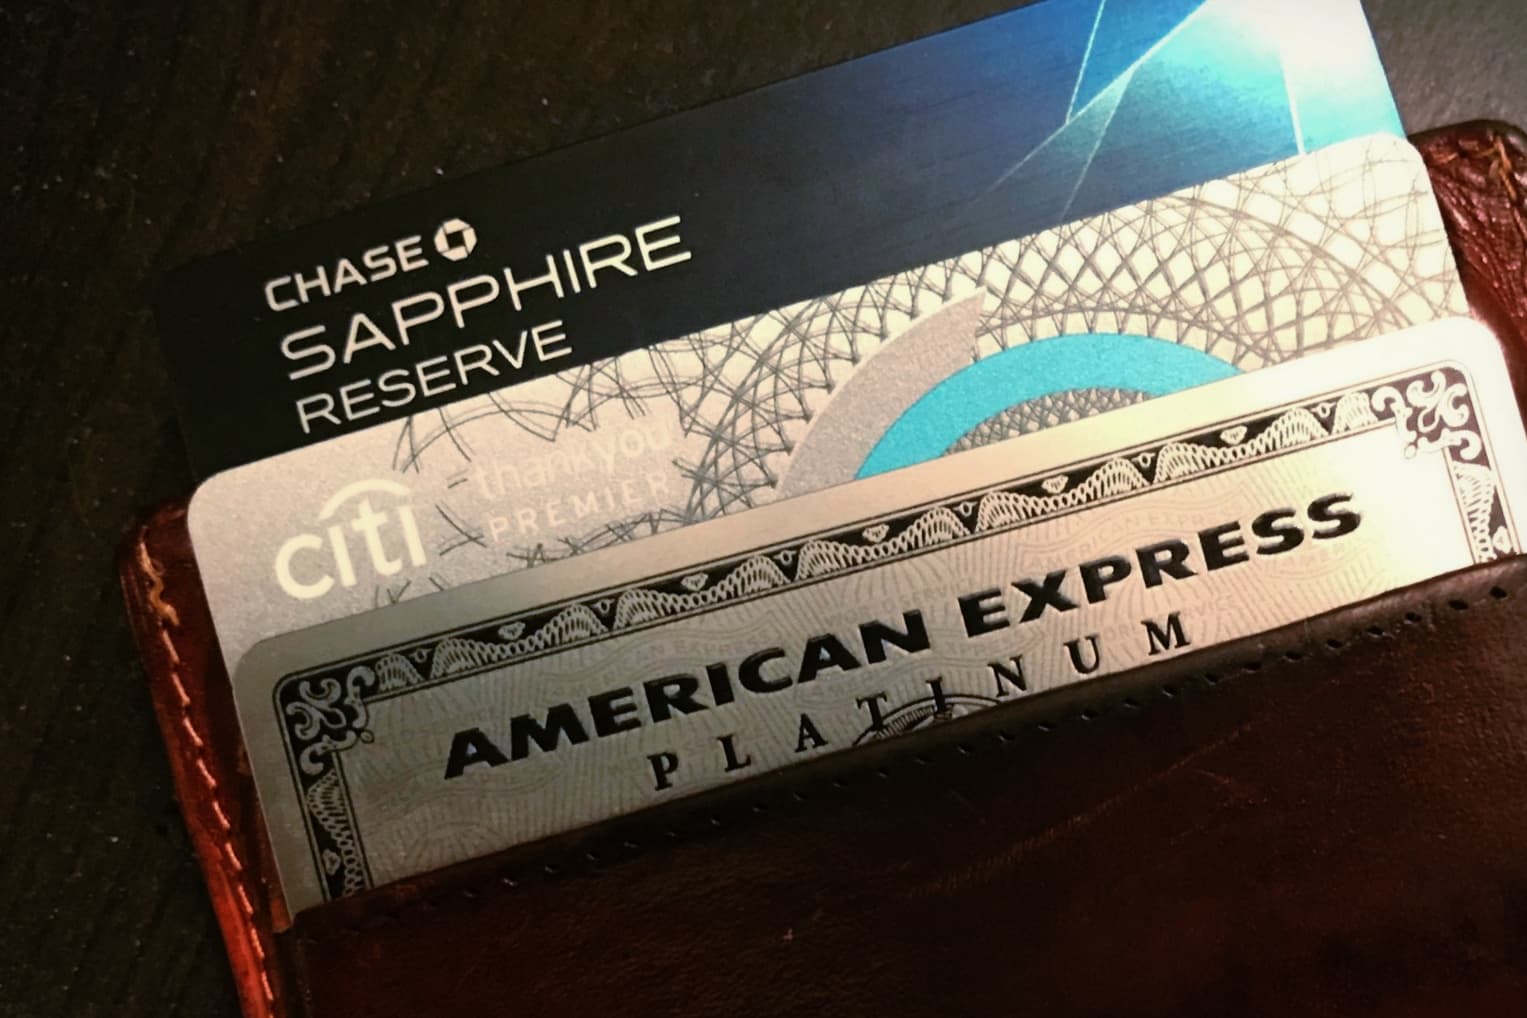 CHASE
SAPPHIRE
RESERVE
citi
thankyou
PREMIER
AMERICAN EXPRESS
PLATINUM